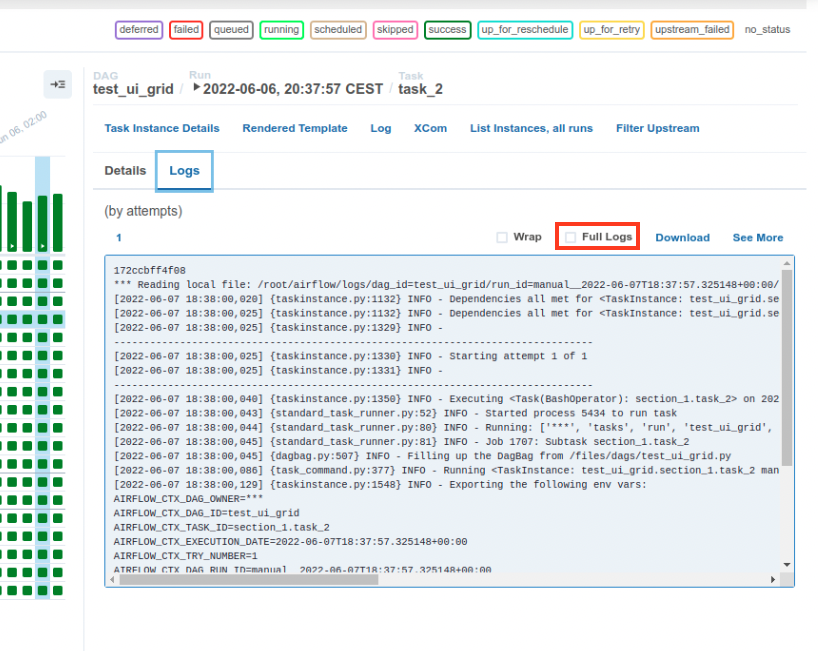 deferred failed queued running scheduled skipped success up_for_reschedule up_for_retry upstream_failed no_status
DAG Run Task
test_ui_grid / 2022-06-06, 20:37:57 CEST / task_2
06, 02:00
Task Instance Details Rendered Template Log XCom List Instances, all runs Filter Upstream
Details Logs
(by attempts)
1 Wrap Full Logs Download See More
172ccbff4f08
*** Reading local file: /root/airflow/logs/dag_id=test_ui_grid/run_id=manual__2022-06-07T18:37:57.325148+00:00/
[2022-06-07 18:38:00,020] {taskinstance.py:1132} INFO - Dependencies all met for <TaskInstance: test_ui_grid.se
[2022-06-07 18:38:00,025] {taskinstance.py:1132} INFO - Dependencies all met for <TaskInstance: test_ui_grid.se
[2022-06-07 18:38:00,025] {taskinstance.py:1329} INFO -
--------------------------------------------------------------------------------
[2022-06-07 18:38:00,025] {taskinstance.py:1330} INFO - Starting attempt 1 of 1
[2022-06-07 18:38:00,025] {taskinstance.py:1331} INFO -
--------------------------------------------------------------------------------
[2022-06-07 18:38:00,040] {taskinstance.py:1350} INFO - Executing <Task(BashOperator): section_1.task_2> on 202
[2022-06-07 18:38:00,043] {standard_task_runner.py:52} INFO - Started process 5434 to run task
[2022-06-07 18:38:00,044] {standard_task_runner.py:80} INFO - Running: ['***', 'tasks', 'run', 'test_ui_grid',
[2022-06-07 18:38:00,045] {standard_task_runner.py:81} INFO - Job 1707: Subtask section_1.task_2
[2022-06-07 18:38:00,045] {dagbag.py:507} INFO - Filling up the DagBag from /files/dags/test_ui_grid.py
[2022-06-07 18:38:00,086] {task_command.py:377} INFO - Running <TaskInstance: test_ui_grid.section_1.task_2 man
[2022-06-07 18:38:00,129] {taskinstance.py:1548} INFO - Exporting the following env vars:
AIRFLOW_CTX_DAG_OWNER=***
AIRFLOW_CTX_DAG_ID=test_ui_grid
AIRFLOW_CTX_TASK_ID=section_1.task_2
AIRFLOW_CTX_EXECUTION_DATE=2022-06-07T18:37:57.325148+00:00
AIRFLOW_CTX_TRY_NUMBER=1
AIRFLOW_CTX_DAG_RUN_ID=manual__2022-06-07T18:37:57.325148+00:00